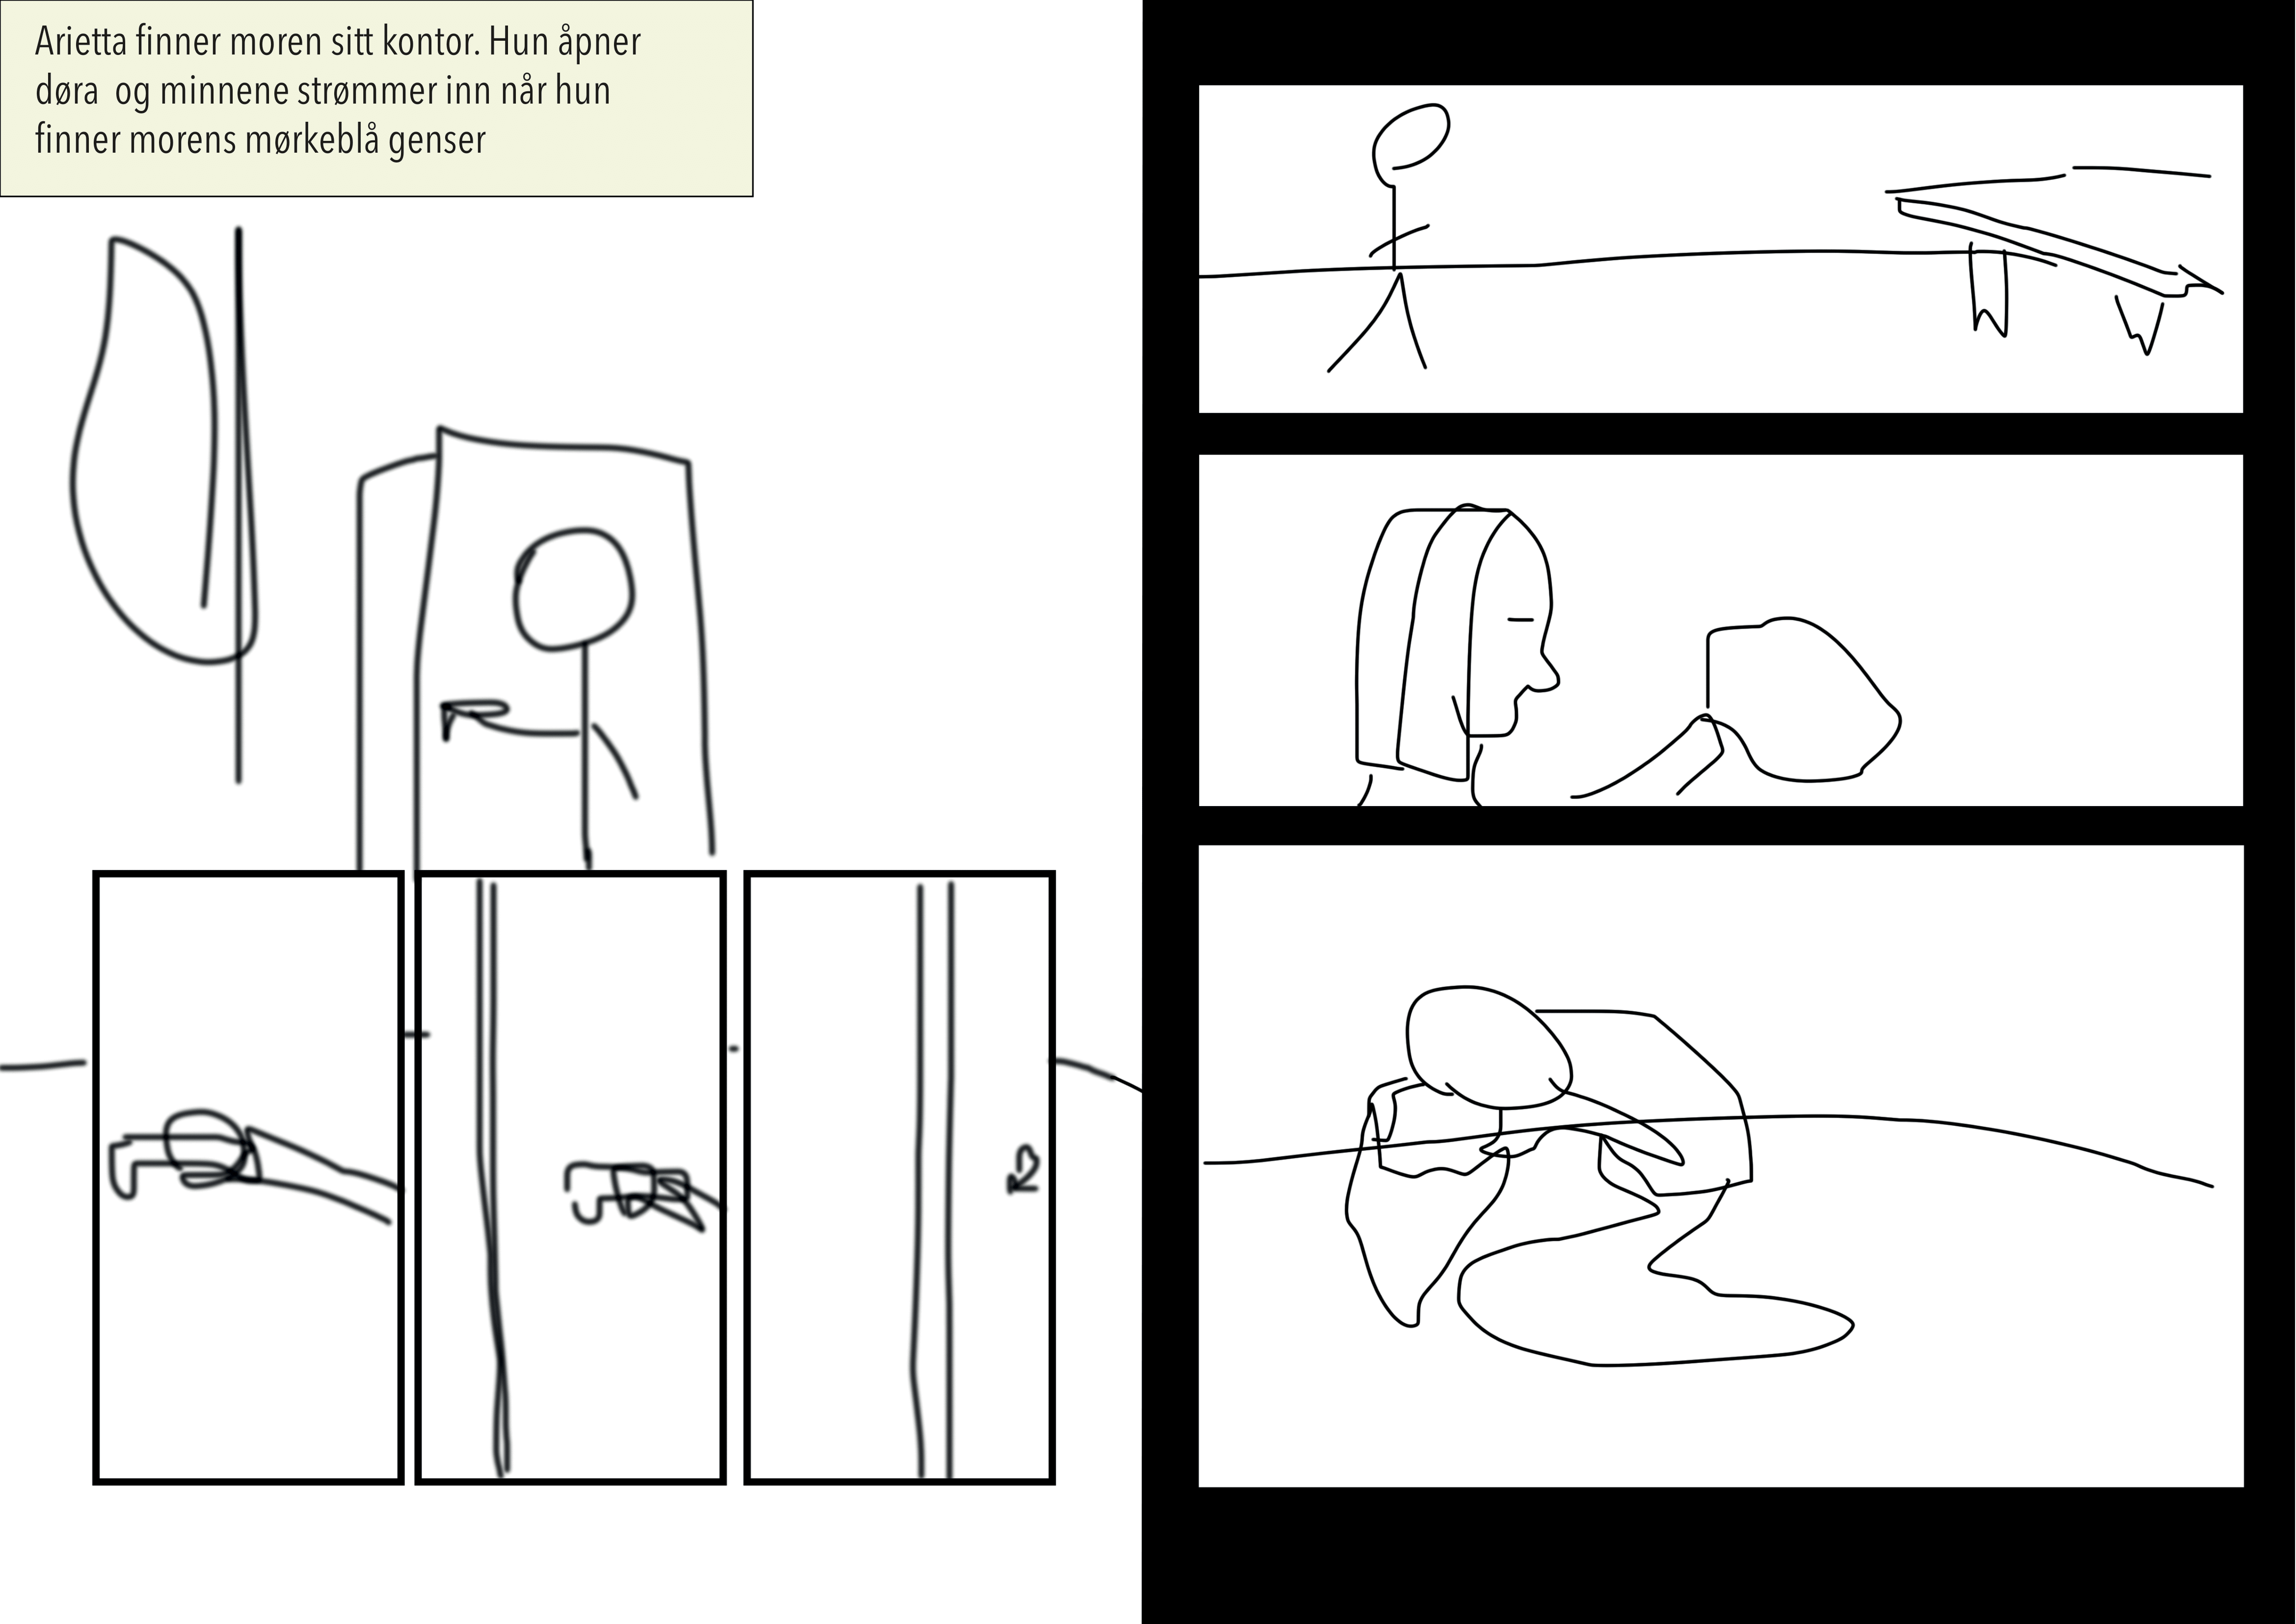 Arietta finner moren sitt kontor. Hun åpner
døra  og minnene strømmer inn når hun
finner morens mørkeblå genser